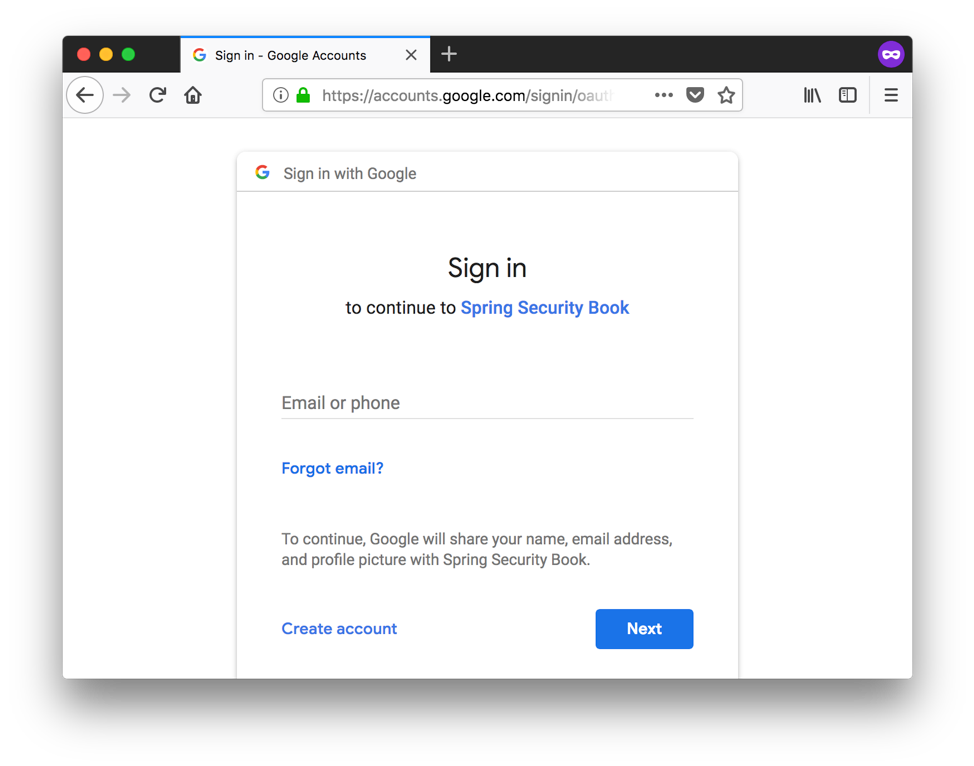 Sign in - Google Accounts
https://accounts.google.com/signin/oaut
Sign in with Google
Sign in
to continue to Spring Security Book
Email or phone
Forgot email?
To continue, Google will share your name, email address,
and profile picture with Spring Security Book.
Create account
Next